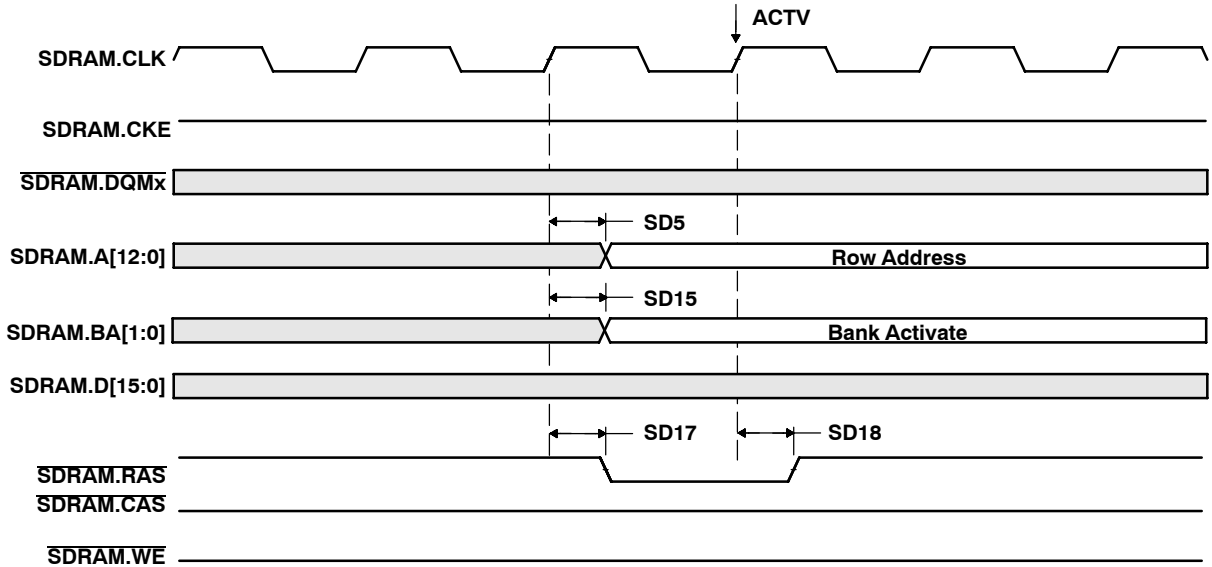 ACTV
SDRAM.CLK
SDRAM.CKE
SDRAM.DQMx
SD5
SDRAM.A[12:0]
Row Address
SD15
SDRAM.BA[1:0]
Bank Activate
SDRAM.D[15:0]
SD17
SD18
SDRAM.RAS
SDRAM.CAS
SDRAM.WE